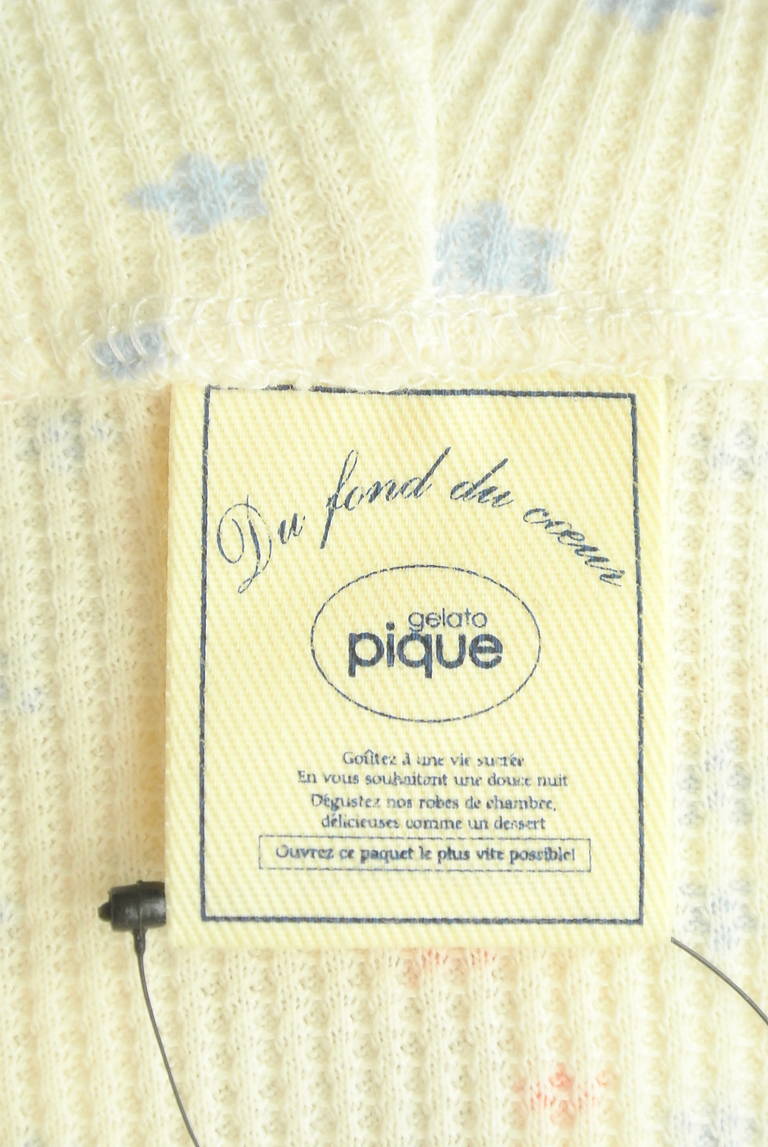 Du fond du cœur
gelato
pique
Goûtez à une vie sucrée
En vous souhaitant une douce nuit
Dégustez nos robes de chambre,
délicieuses comme un dessert
Ouvrez ce paquet le plus vite possible!